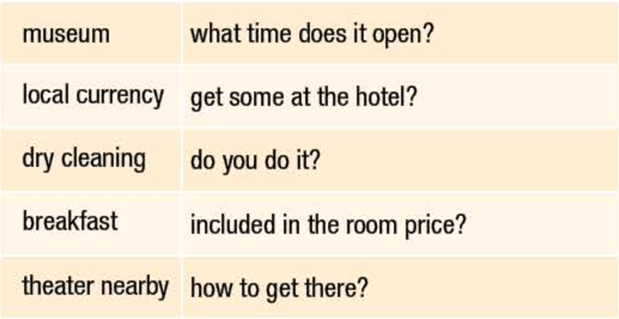 museum what time does it open?
local currency get some at the hotel?
dry cleaning do you do it?
breakfast included in the room price?
theater nearby how to get there?